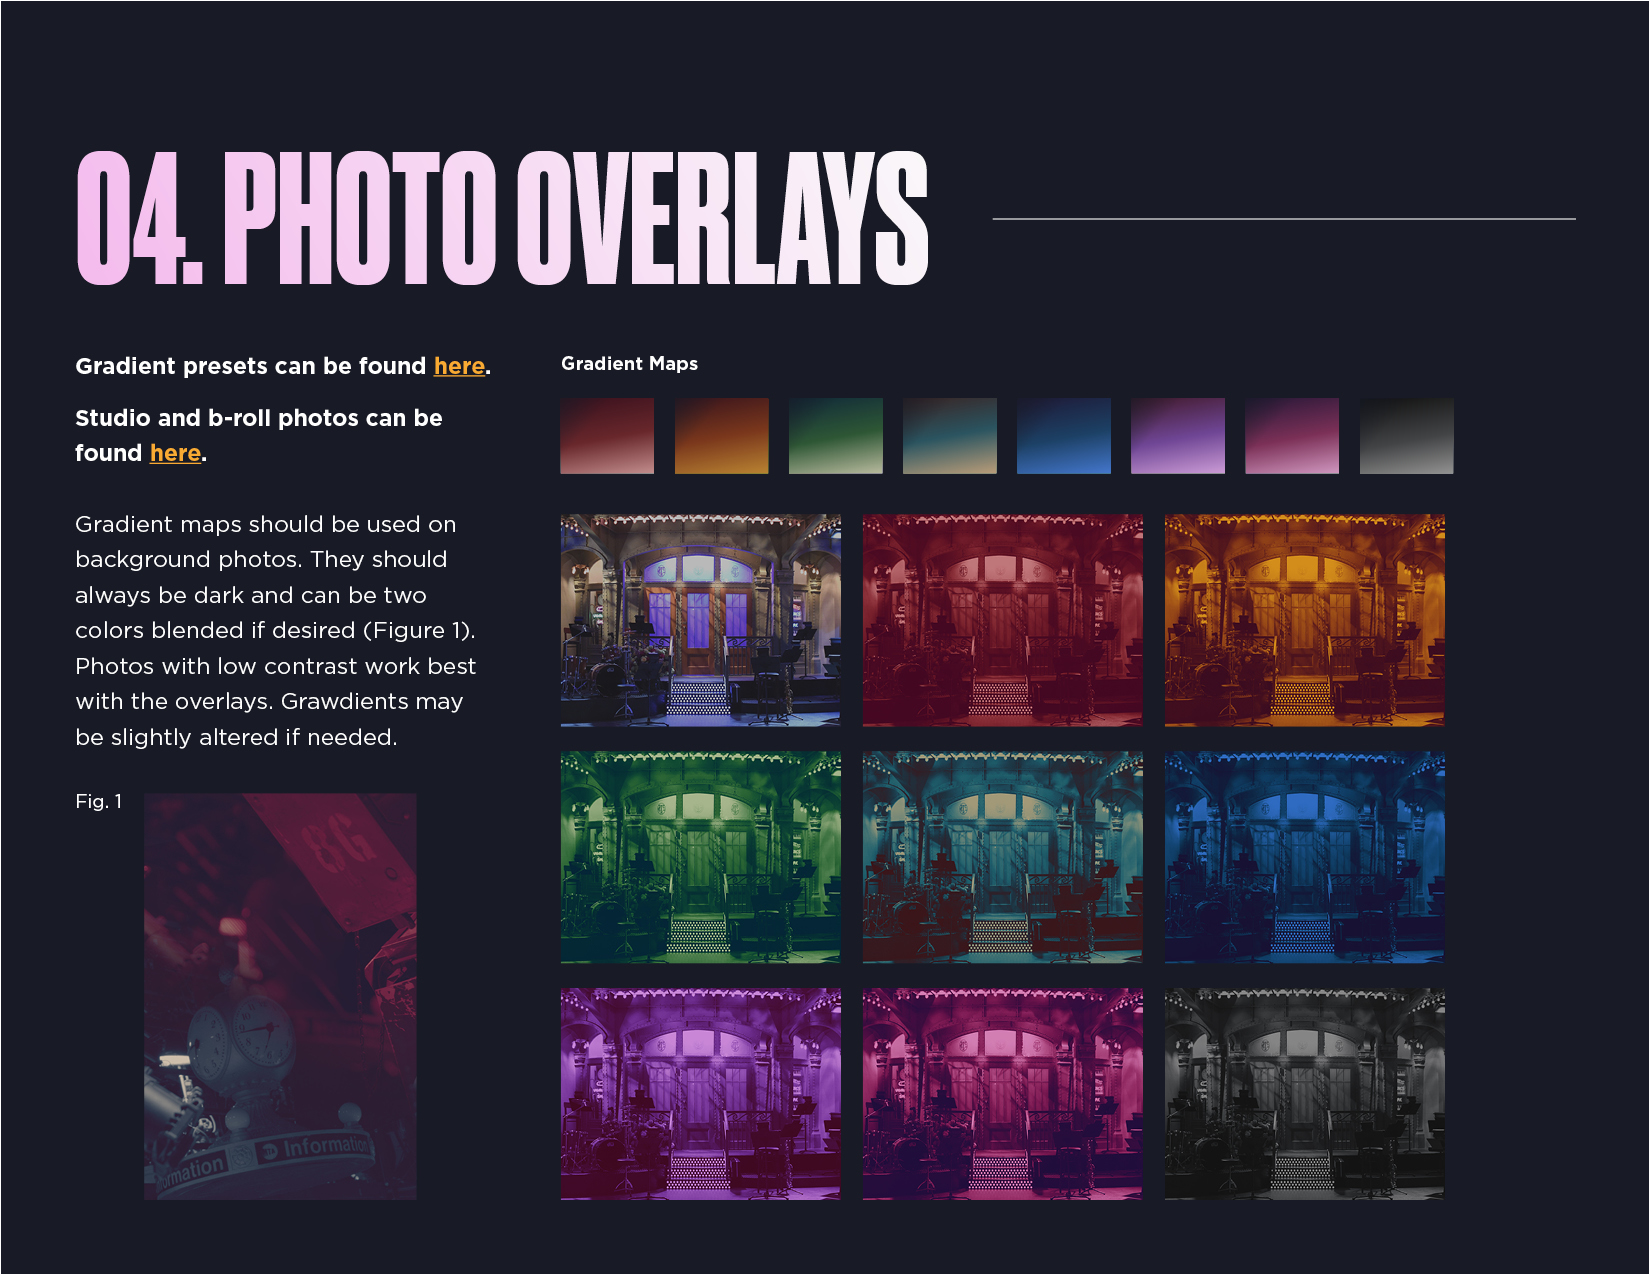 04. PHOTO OVERLAYS
Gradient presets can be found here.
Studio and b-roll photos can be
found here.
Gradient maps should be used on
background photos. They should
always be dark and can be two
colors blended if desired (Figure 1).
Photos with low contrast work best
with the overlays. Grawdients may
be slightly altered if needed.
Fig. 1
8G
rmation Information
Gradient Maps